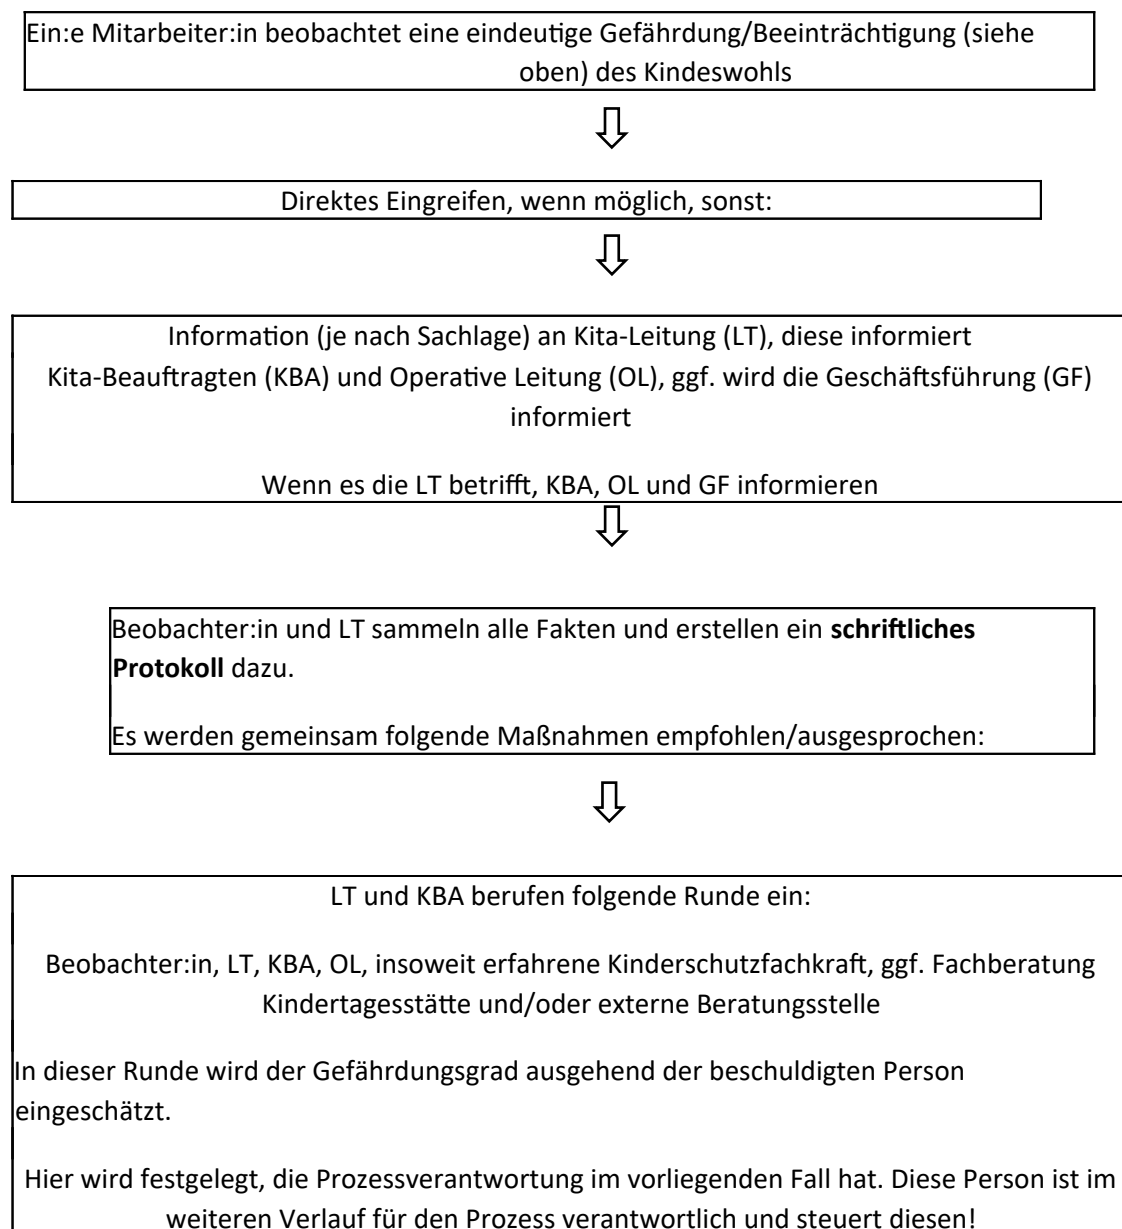 Ein:e Mitarbeiter:in beobachtet eine eindeutige Gefährdung/Beeinträchtigung (siehe
oben) des Kindeswohls
Direktes Eingreifen, wenn möglich, sonst:
Information (je nach Sachlage) an Kita-Leitung (LT), diese informiert
Kita-Beauftragten (KBA) und Operative Leitung (OL), ggf. wird die Geschäftsführung (GF)
informiert
Wenn es die LT betrifft, KBA, OL und GF informieren
Beobachter:in und LT sammeln alle Fakten und erstellen ein schriftliches
Protokoll dazu.
Es werden gemeinsam folgende Maßnahmen empfohlen/ausgesprochen:
LT und KBA berufen folgende Runde ein:
Beobachter:in, LT, KBA, OL, insoweit erfahrene Kinderschutzfachkraft, ggf. Fachberatung
Kindertagesstätte und/oder externe Beratungsstelle
In dieser Runde wird der Gefährdungsgrad ausgehend der beschuldigten Person
eingeschätzt.
Hier wird festgelegt, die Prozessverantwortung im vorliegenden Fall hat. Diese Person ist im
weiteren Verlauf für den Prozess verantwortlich und steuert diesen!